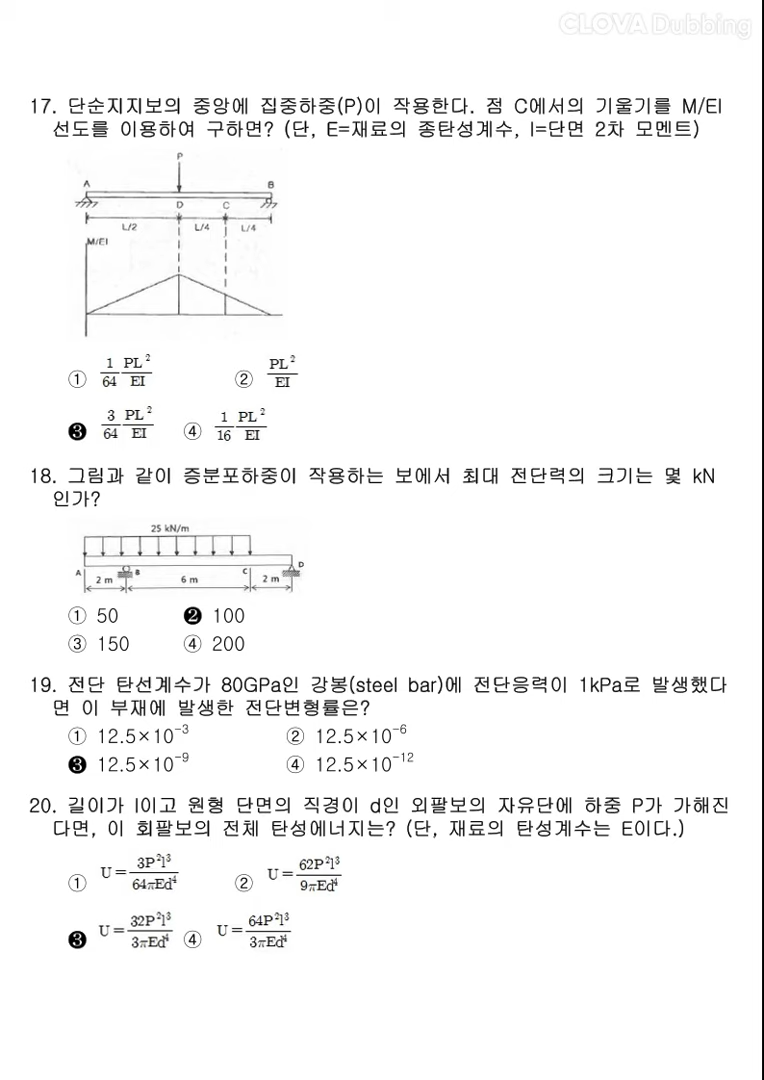 CLOVA Dubbing
17. 단순지지보의 중앙에 집중하중(P)이 작용한다. 점 C에서의 기울기를 M/EI
선도를 이용하여 구하면? (단, E=재료의 종탄성계수, I=단면 2차 모멘트)
P
A B
D C
L/2 L/4 L/4
M/EI
① 1/64 PL²/EI ② PL²/EI
❸ 3/64 PL²/EI ④ 1/16 PL²/EI
18. 그림과 같이 증분포하중이 작용하는 보에서 최대 전단력의 크기는 몇 kN
인가?
25 kN/m
A B C D
2 m 6 m 2 m
① 50 ❷ 100
③ 150 ④ 200
19. 전단 탄선계수가 80GPa인 강봉(steel bar)에 전단응력이 1kPa로 발생했다
면 이 부재에 발생한 전단변형률은?
① 12.5×10⁻³ ② 12.5×10⁻⁶
❸ 12.5×10⁻⁹ ④ 12.5×10⁻¹²
20. 길이가 l이고 원형 단면의 직경이 d인 외팔보의 자유단에 하중 P가 가해진
다면, 이 회팔보의 전체 탄성에너지는? (단, 재료의 탄성계수는 E이다.)
① U=3P²l³/64πEd⁴ ② U=62P²l³/9πEd⁴
❸ U=32P²l³/3πEd⁴ ④ U=64P²l³/3πEd⁴